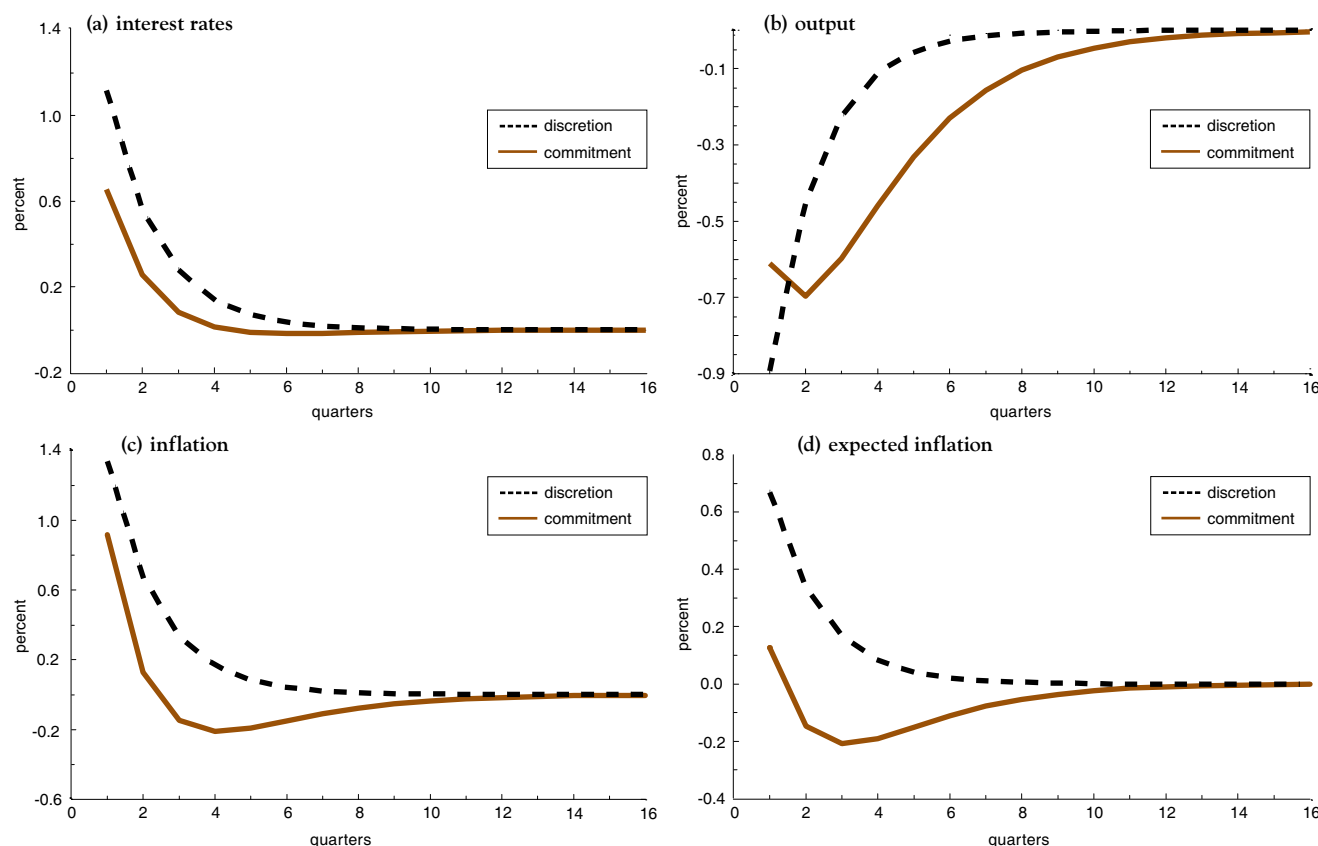 (a) interest rates
1.4
1.0
0.6
0.2
-0.2
percent
discretion
commitment
0 2 4 6 8 10 12 14 16
quarters
(b) output
-0.1
-0.3
-0.5
-0.7
-0.9
percent
discretion
commitment
0 2 4 6 8 10 12 14 16
quarters
(c) inflation
1.4
1.0
0.6
0.2
-0.2
-0.6
percent
discretion
commitment
0 2 4 6 8 10 12 14 16
quarters
(d) expected inflation
0.8
0.6
0.4
0.2
0.0
-0.2
-0.4
percent
discretion
commitment
0 2 4 6 8 10 12 14 16
quarters